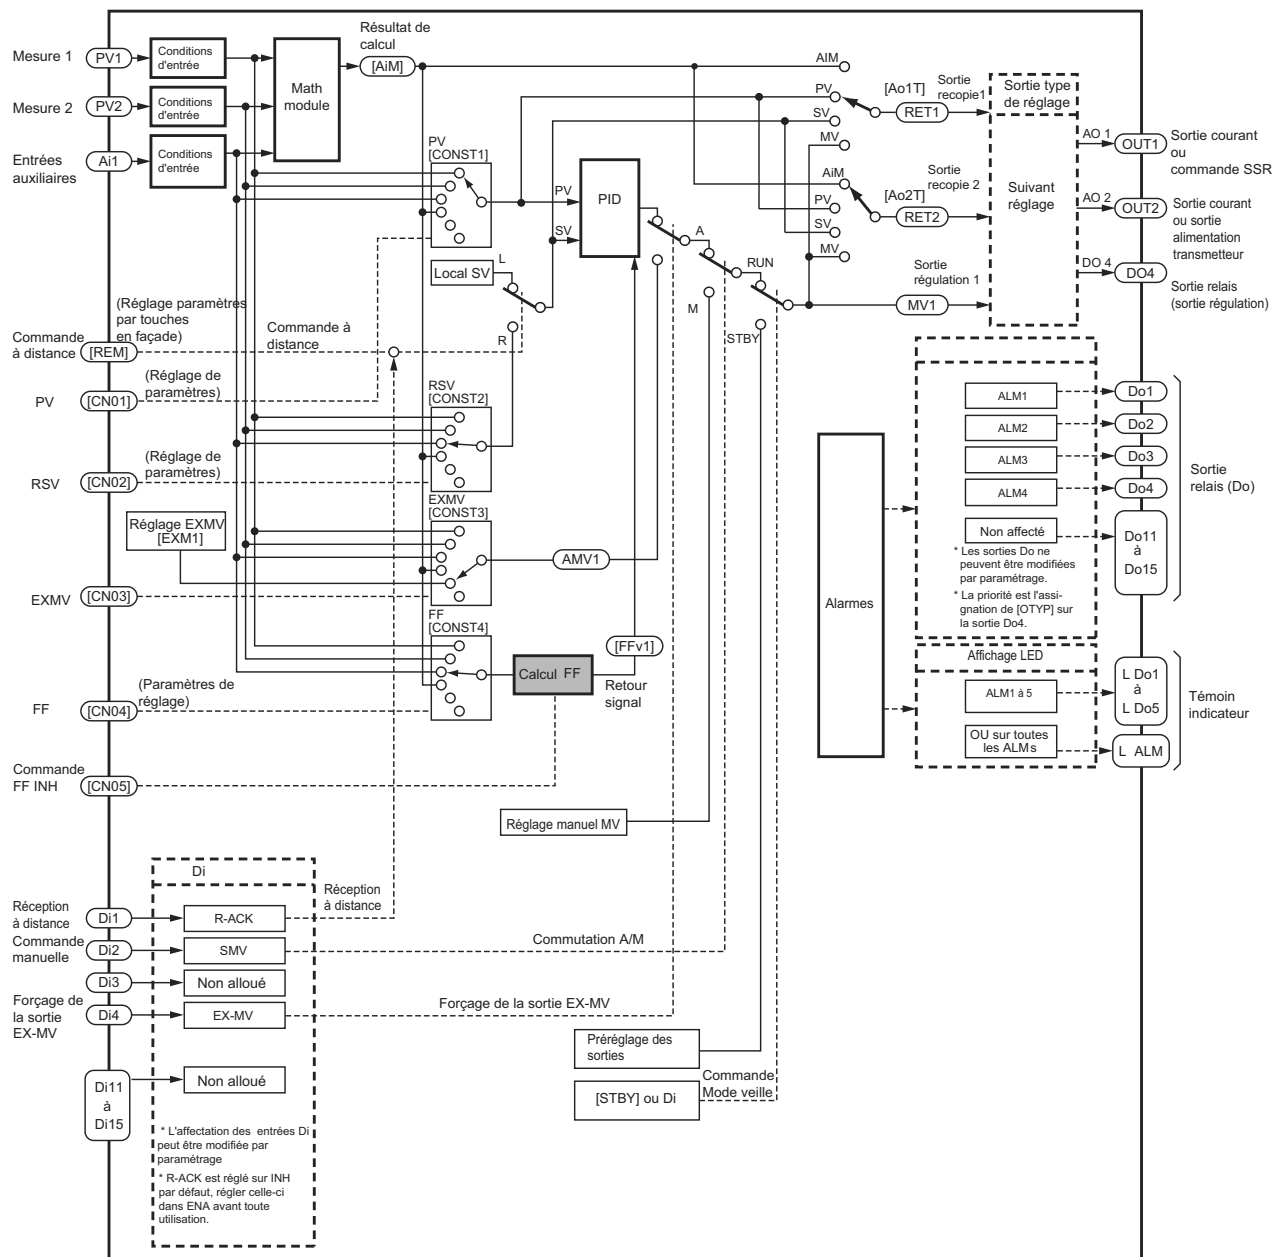 Mesure 1
PV1
Conditions
d'entrée
Mesure 2
PV2
Conditions
d'entrée
Entrées
auxiliaires
Ai1
Conditions
d'entrée
Math
module
Résultat de
calcul
[AiM]
PV
[CONST1]
PV
SV
PID
L
Local SV
R
A
M
RUN
STBY
AIM
PV
SV
MV
[Ao1T]
Sortie
recopie1
RET1
AiM
PV
SV
MV
[Ao2T]
Sortie
recopie 2
RET2
Sortie
régulation 1
MV1
Sortie type
de réglage
Suivant
réglage
AO 1
OUT1
Sortie courant
ou
commande SSR
AO 2
OUT2
Sortie courant
ou sortie
alimentation
transmetteur
DO 4
DO4
Sortie relais
(sortie régulation)
(Réglage paramètres
par touches
en façade)
Commande
à distance
[REM]
Commande à
distance
(Réglage de
paramètres)
PV
[CN01]
RSV
[CONST2]
(Réglage de
paramètres)
RSV
[CN02]
EXMV
[CONST3]
Réglage EXMV
[EXM1]
AMV1
EXMV
[CN03]
FF
[CONST4]
Calcul FF
[FFv1]
Retour
signal
(Paramètres de
réglage)
FF
[CN04]
Commande
FF INH
[CN05]
Réglage manuel MV
Alarmes
ALM1
Do1
ALM2
Do2
ALM3
Do3
ALM4
Do4
Non affecté
Do11
à
Do15
Sortie
relais (Do)
* Les sorties Do ne
peuvent être modifiées
par paramétrage.
* La priorité est l'assi-
gnation de [OTYP] sur
la sortie Do4.
Affichage LED
ALM1 à 5
L Do1
à
L Do5
Témoin
indicateur
OU sur toutes
les ALMs
L ALM
Di
Réception
à distance
Di1
R-ACK
Réception
à distance
Commande
manuelle
Di2
SMV
Commutation A/M
Di3
Non alloué
Forçage de
la sortie
EX-MV
Di4
EX-MV
Forçage de la sortie EX-MV
Préréglage des
sorties
[STBY] ou Di
Commande
Mode veille
Di11
à
Di15
Non alloué
* L'affectation des entrées Di
peut être modifiée par
paramétrage
* R-ACK est réglé sur INH
par défaut, régler celle-ci
dans ENA avant toute
utilisation.